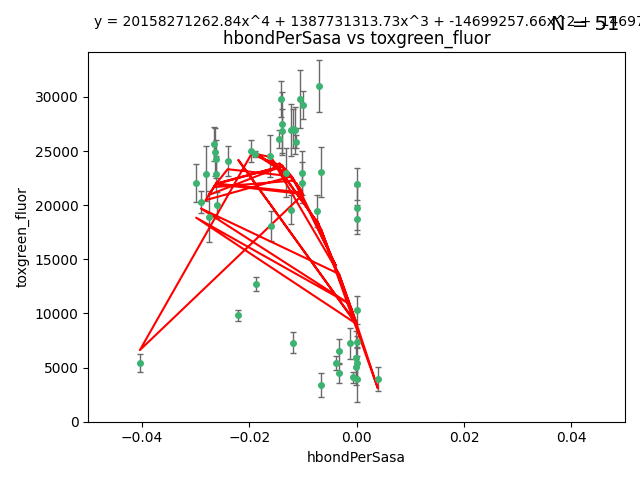 y = 20158271262.84x^4 + 1387731313.73x^3 + -14699257.66x^2 +
N = 51
hbondPerSasa vs toxgreen_fluor
30000
25000
20000
15000
10000
5000
0
toxgreen_fluor
−0.04 −0.02 0.00 0.02 0.04
hbondPerSasa